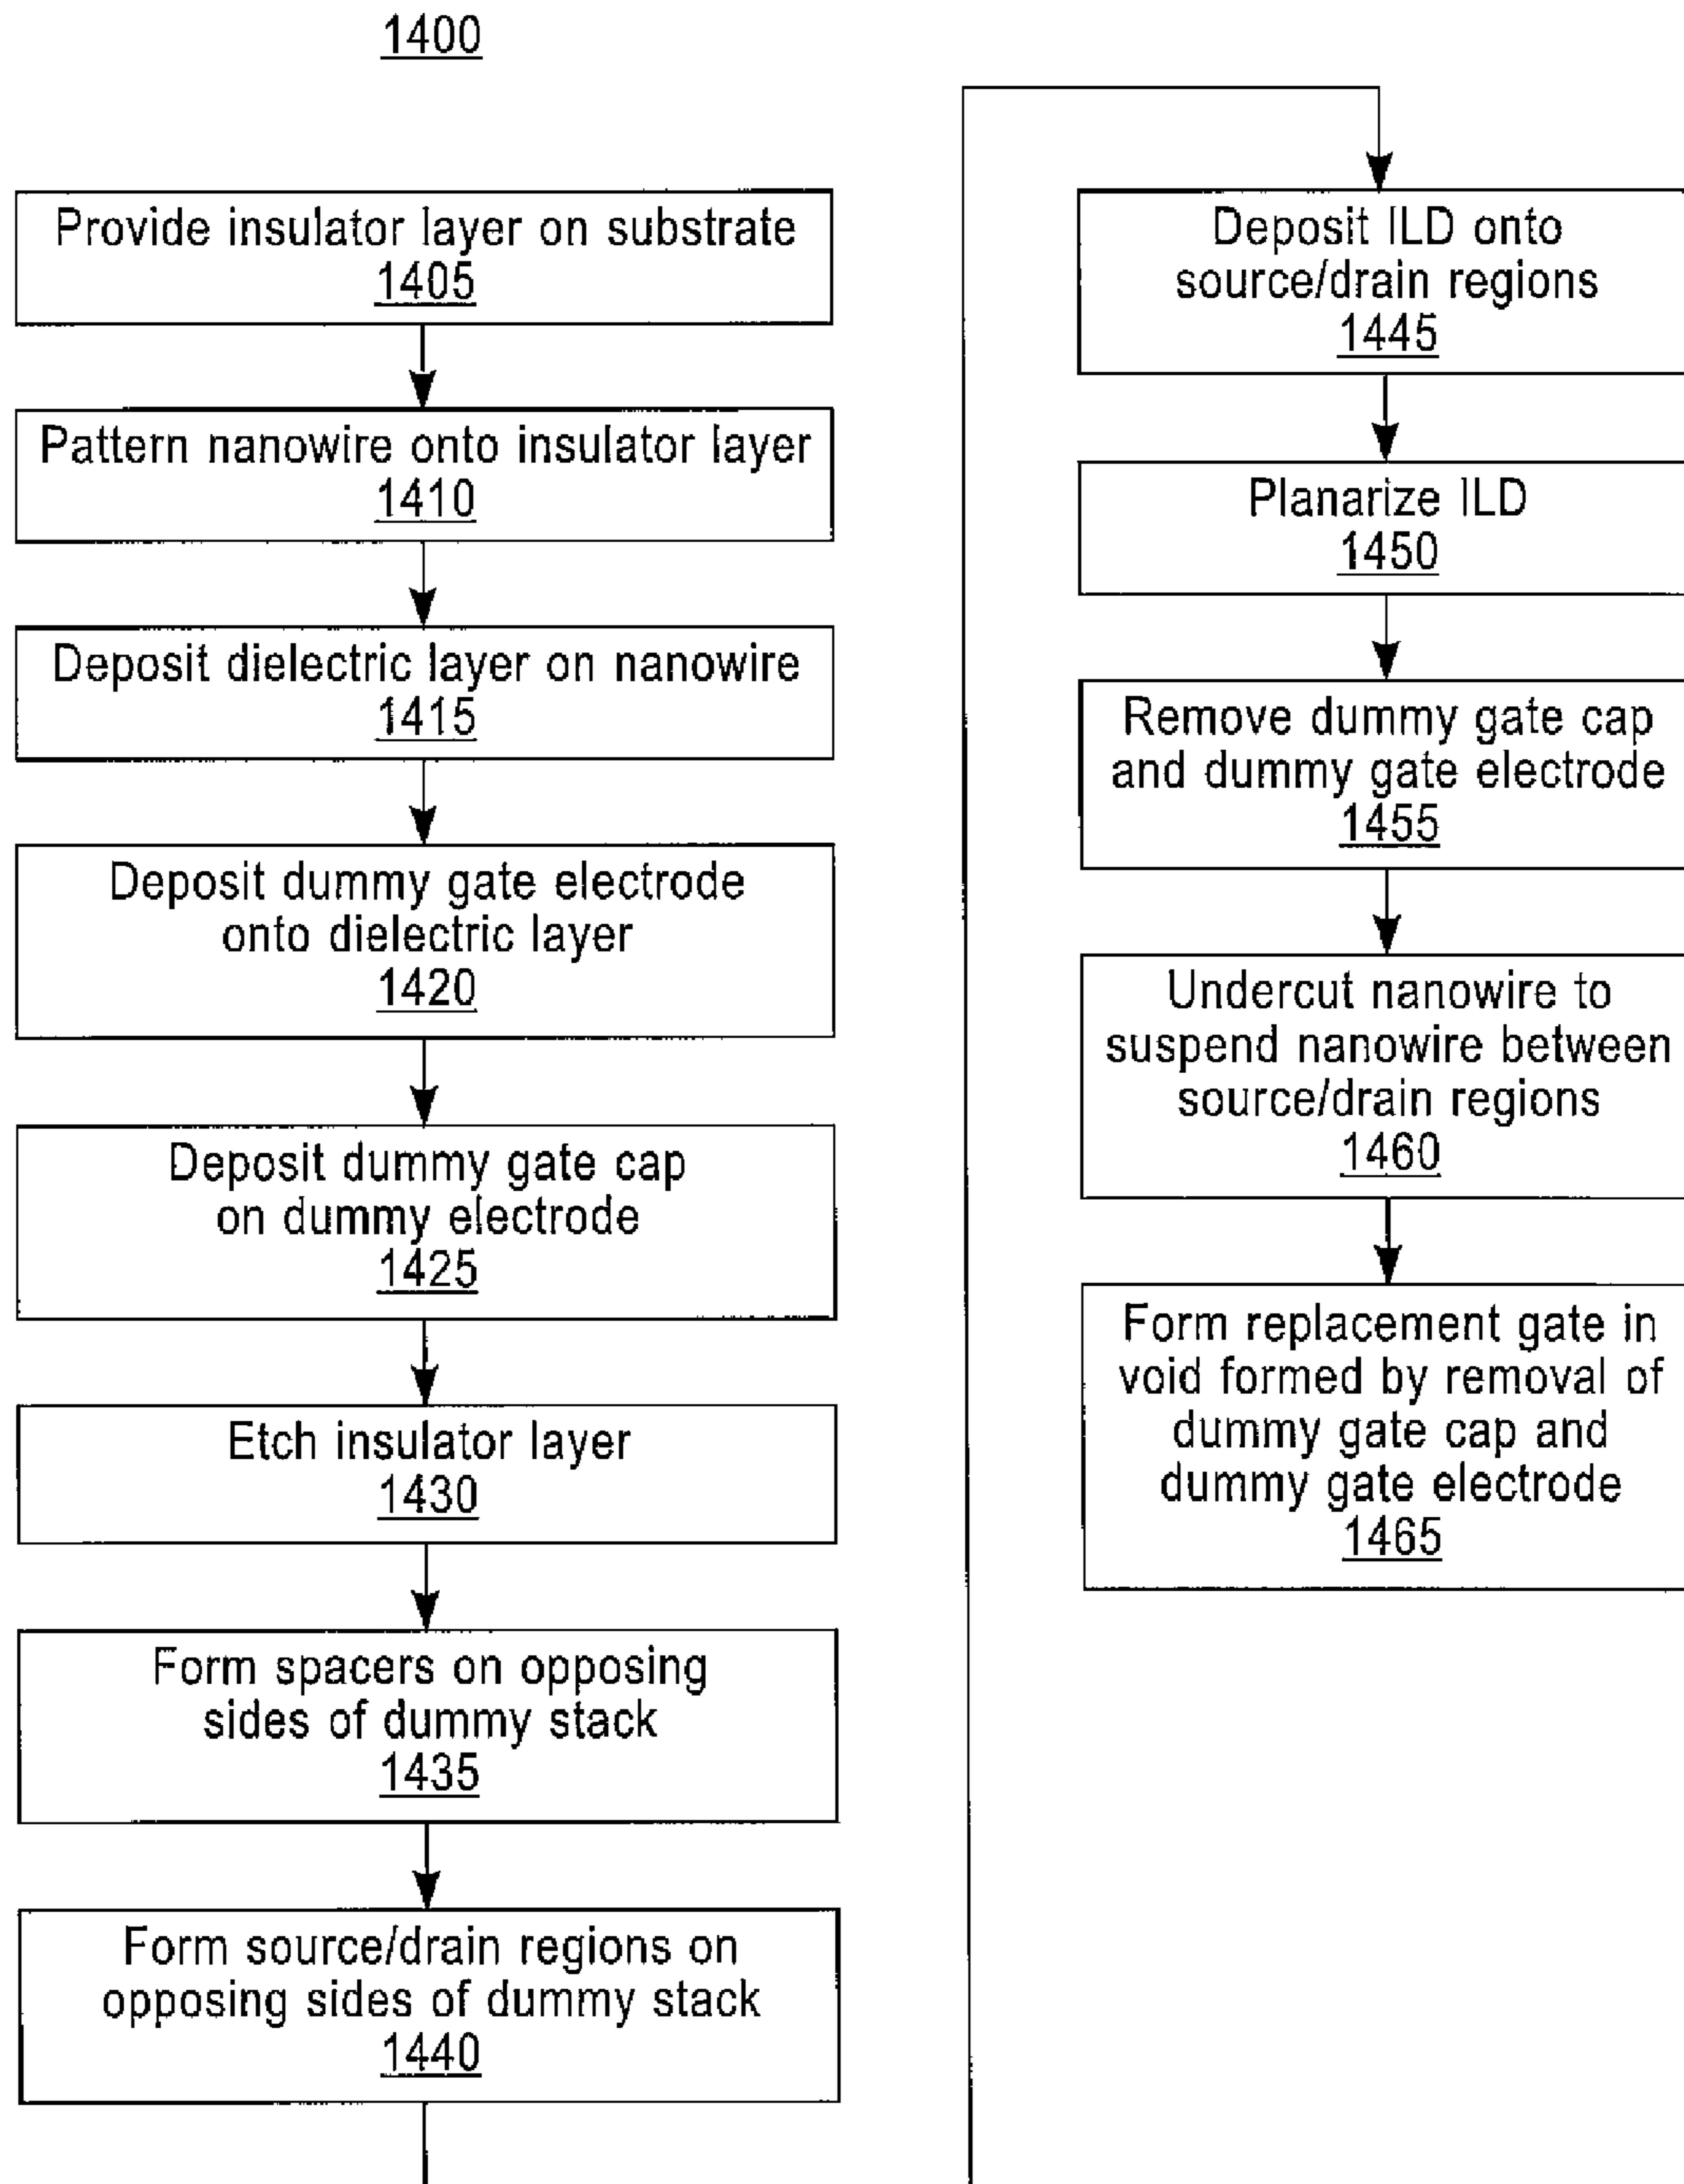 1400
Provide insulator layer on substrate
1405
Pattern nanowire onto insulator layer
1410
Deposit dielectric layer on nanowire
1415
Deposit dummy gate electrode
onto dielectric layer
1420
Deposit dummy gate cap
on dummy electrode
1425
Etch insulator layer
1430
Form spacers on opposing
sides of dummy stack
1435
Form source/drain regions on
opposing sides of dummy stack
1440
Deposit ILD onto
source/drain regions
1445
Planarize ILD
1450
Remove dummy gate cap
and dummy gate electrode
1455
Undercut nanowire to
suspend nanowire between
source/drain regions
1460
Form replacement gate in
void formed by removal of
dummy gate cap and
dummy gate electrode
1465